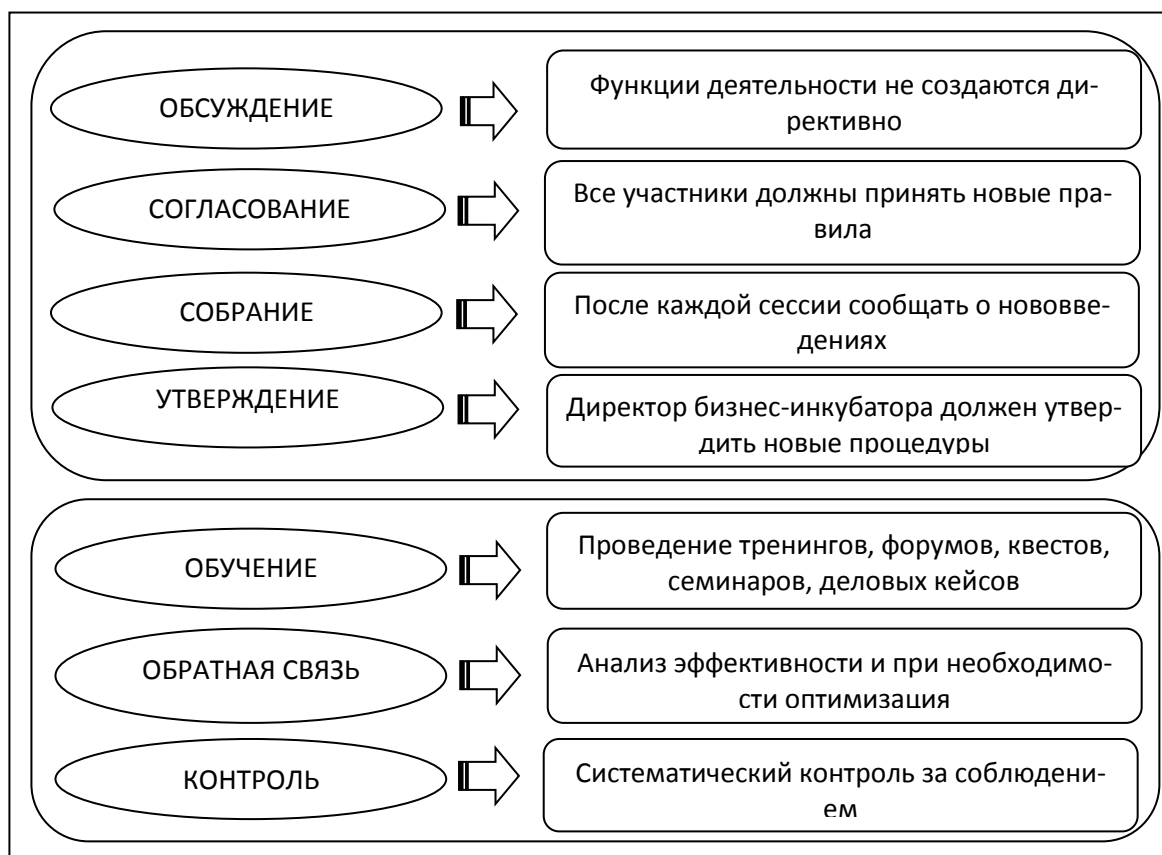 ОБСУЖДЕНИЕ
Функции деятельности не создаются ди-
рективно
СОГЛАСОВАНИЕ
Все участники должны принять новые пра-
вила
СОБРАНИЕ
После каждой сессии сообщать о нововве-
дениях
УТВЕРЖДЕНИЕ
Директор бизнес-инкубатора должен утвер-
дить новые процедуры
ОБУЧЕНИЕ
Проведение тренингов, форумов, квестов,
семинаров, деловых кейсов
ОБРАТНАЯ СВЯЗЬ
Анализ эффективности и при необходимо-
сти оптимизация
КОНТРОЛЬ
Систематический контроль за соблюдени-
ем